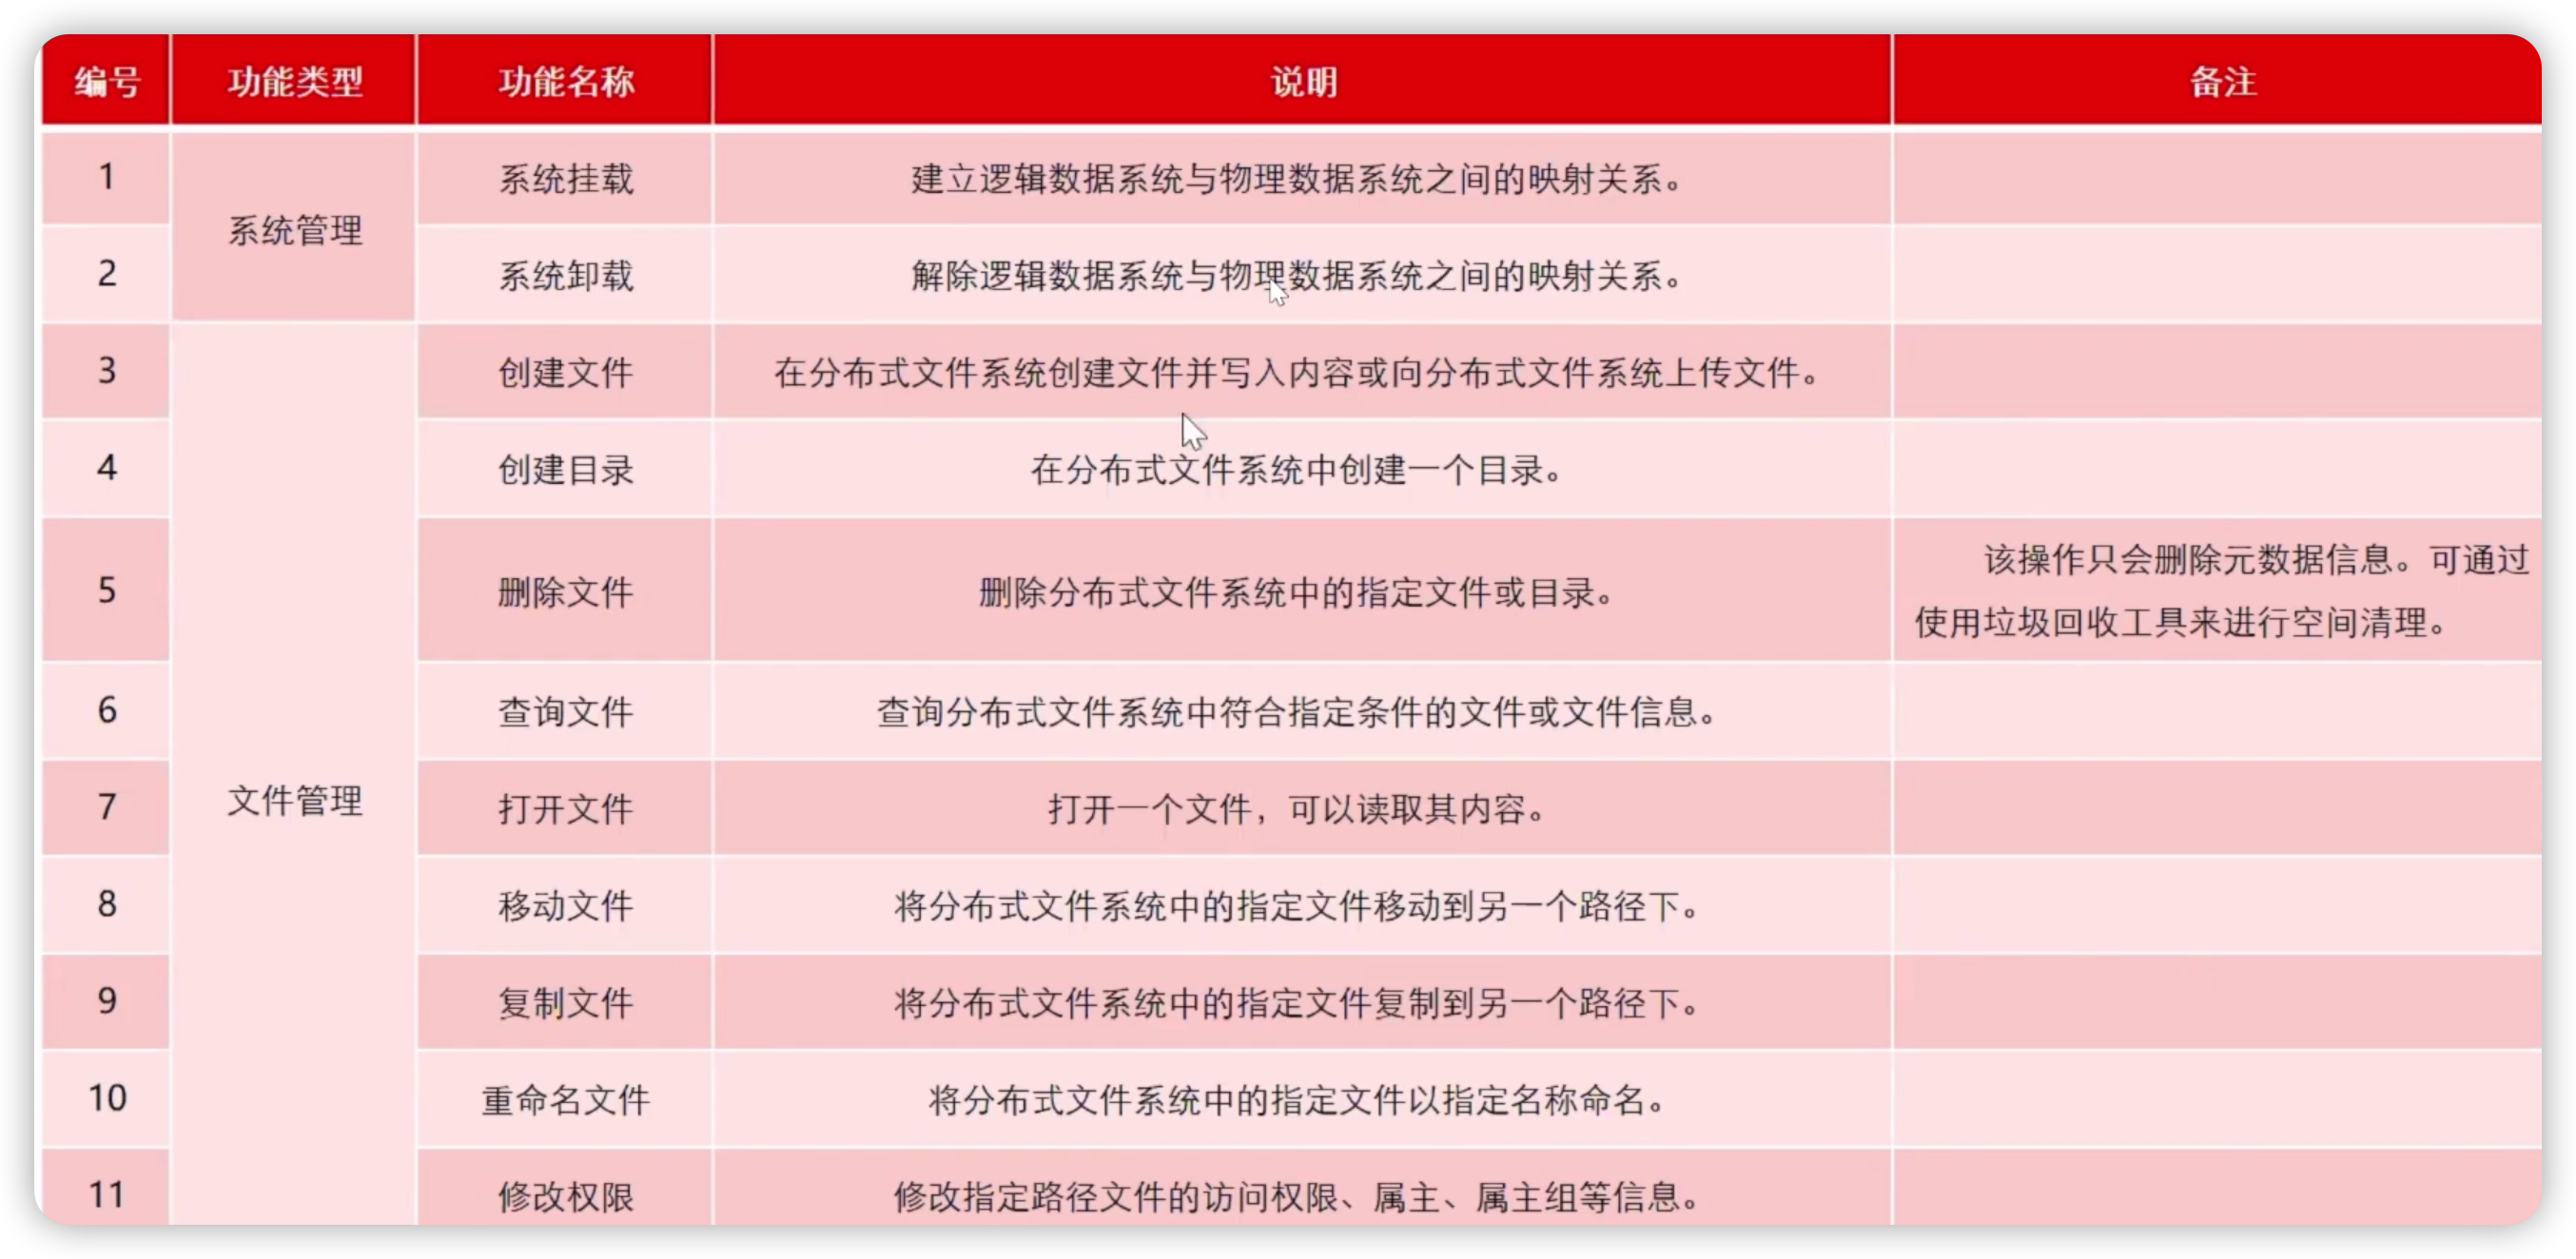 编号 功能类型 功能名称 说明 备注
1 系统管理 系统挂载 建立逻辑数据系统与物理数据系统之间的映射关系。
2 系统卸载 解除逻辑数据系统与物理数据系统之间的映射关系。
3 文件管理 创建文件 在分布式文件系统创建文件并写入内容或向分布式文件系统上传文件。
4 创建目录 在分布式文件系统中创建一个目录。
5 删除文件 删除分布式文件系统中的指定文件或目录。 该操作只会删除元数据信息。可通过
使用垃圾回收工具来进行空间清理。
6 查询文件 查询分布式文件系统中符合指定条件的文件或文件信息。
7 打开文件 打开一个文件，可以读取其内容。
8 移动文件 将分布式文件系统中的指定文件移动到另一个路径下。
9 复制文件 将分布式文件系统中的指定文件复制到另一个路径下。
10 重命名文件 将分布式文件系统中的指定文件以指定名称命名。
11 修改权限 修改指定路径文件的访问权限、属主、属主组等信息。